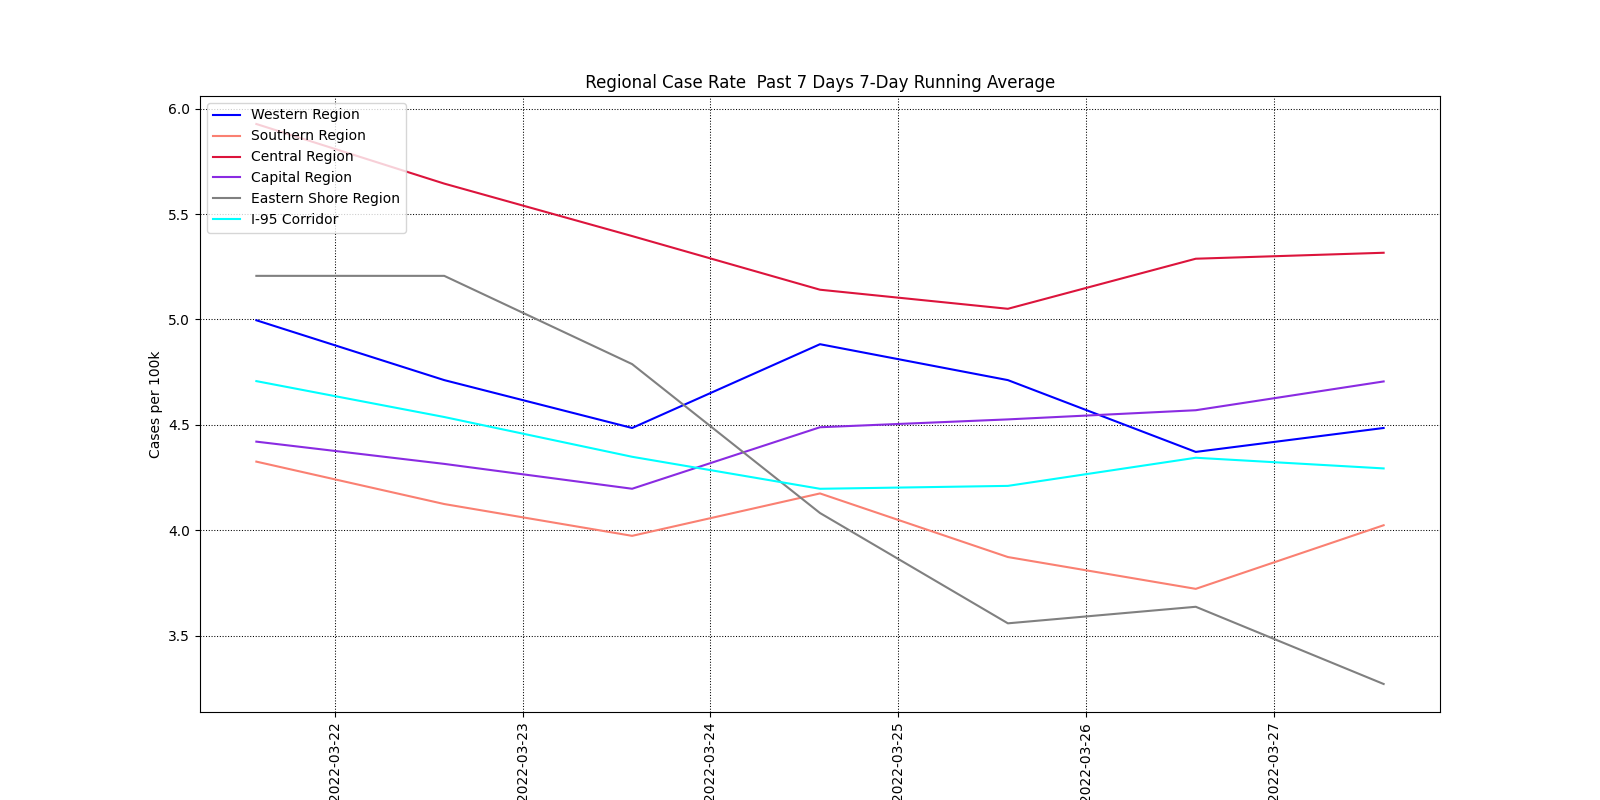 Regional Case Rate  Past 7 Days 7-Day Running Average
6.0
5.5
5.0
4.5
4.0
3.5
Cases per 100k
Western Region
Southern Region
Central Region
Capital Region
Eastern Shore Region
I-95 Corridor
2022-03-22
2022-03-23
2022-03-24
2022-03-25
2022-03-26
2022-03-27